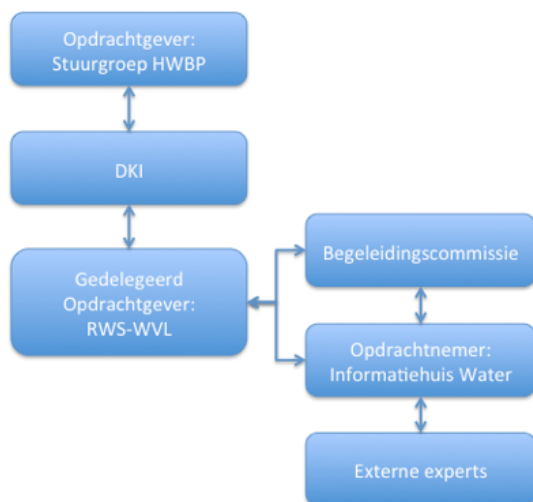 Opdrachtgever:
Stuurgroep HWBP
DKI
Gedelegeerd
Opdrachtgever:
RWS-WVL
Begeleidingscommissie
Opdrachtnemer:
Informatiehuis Water
Externe experts